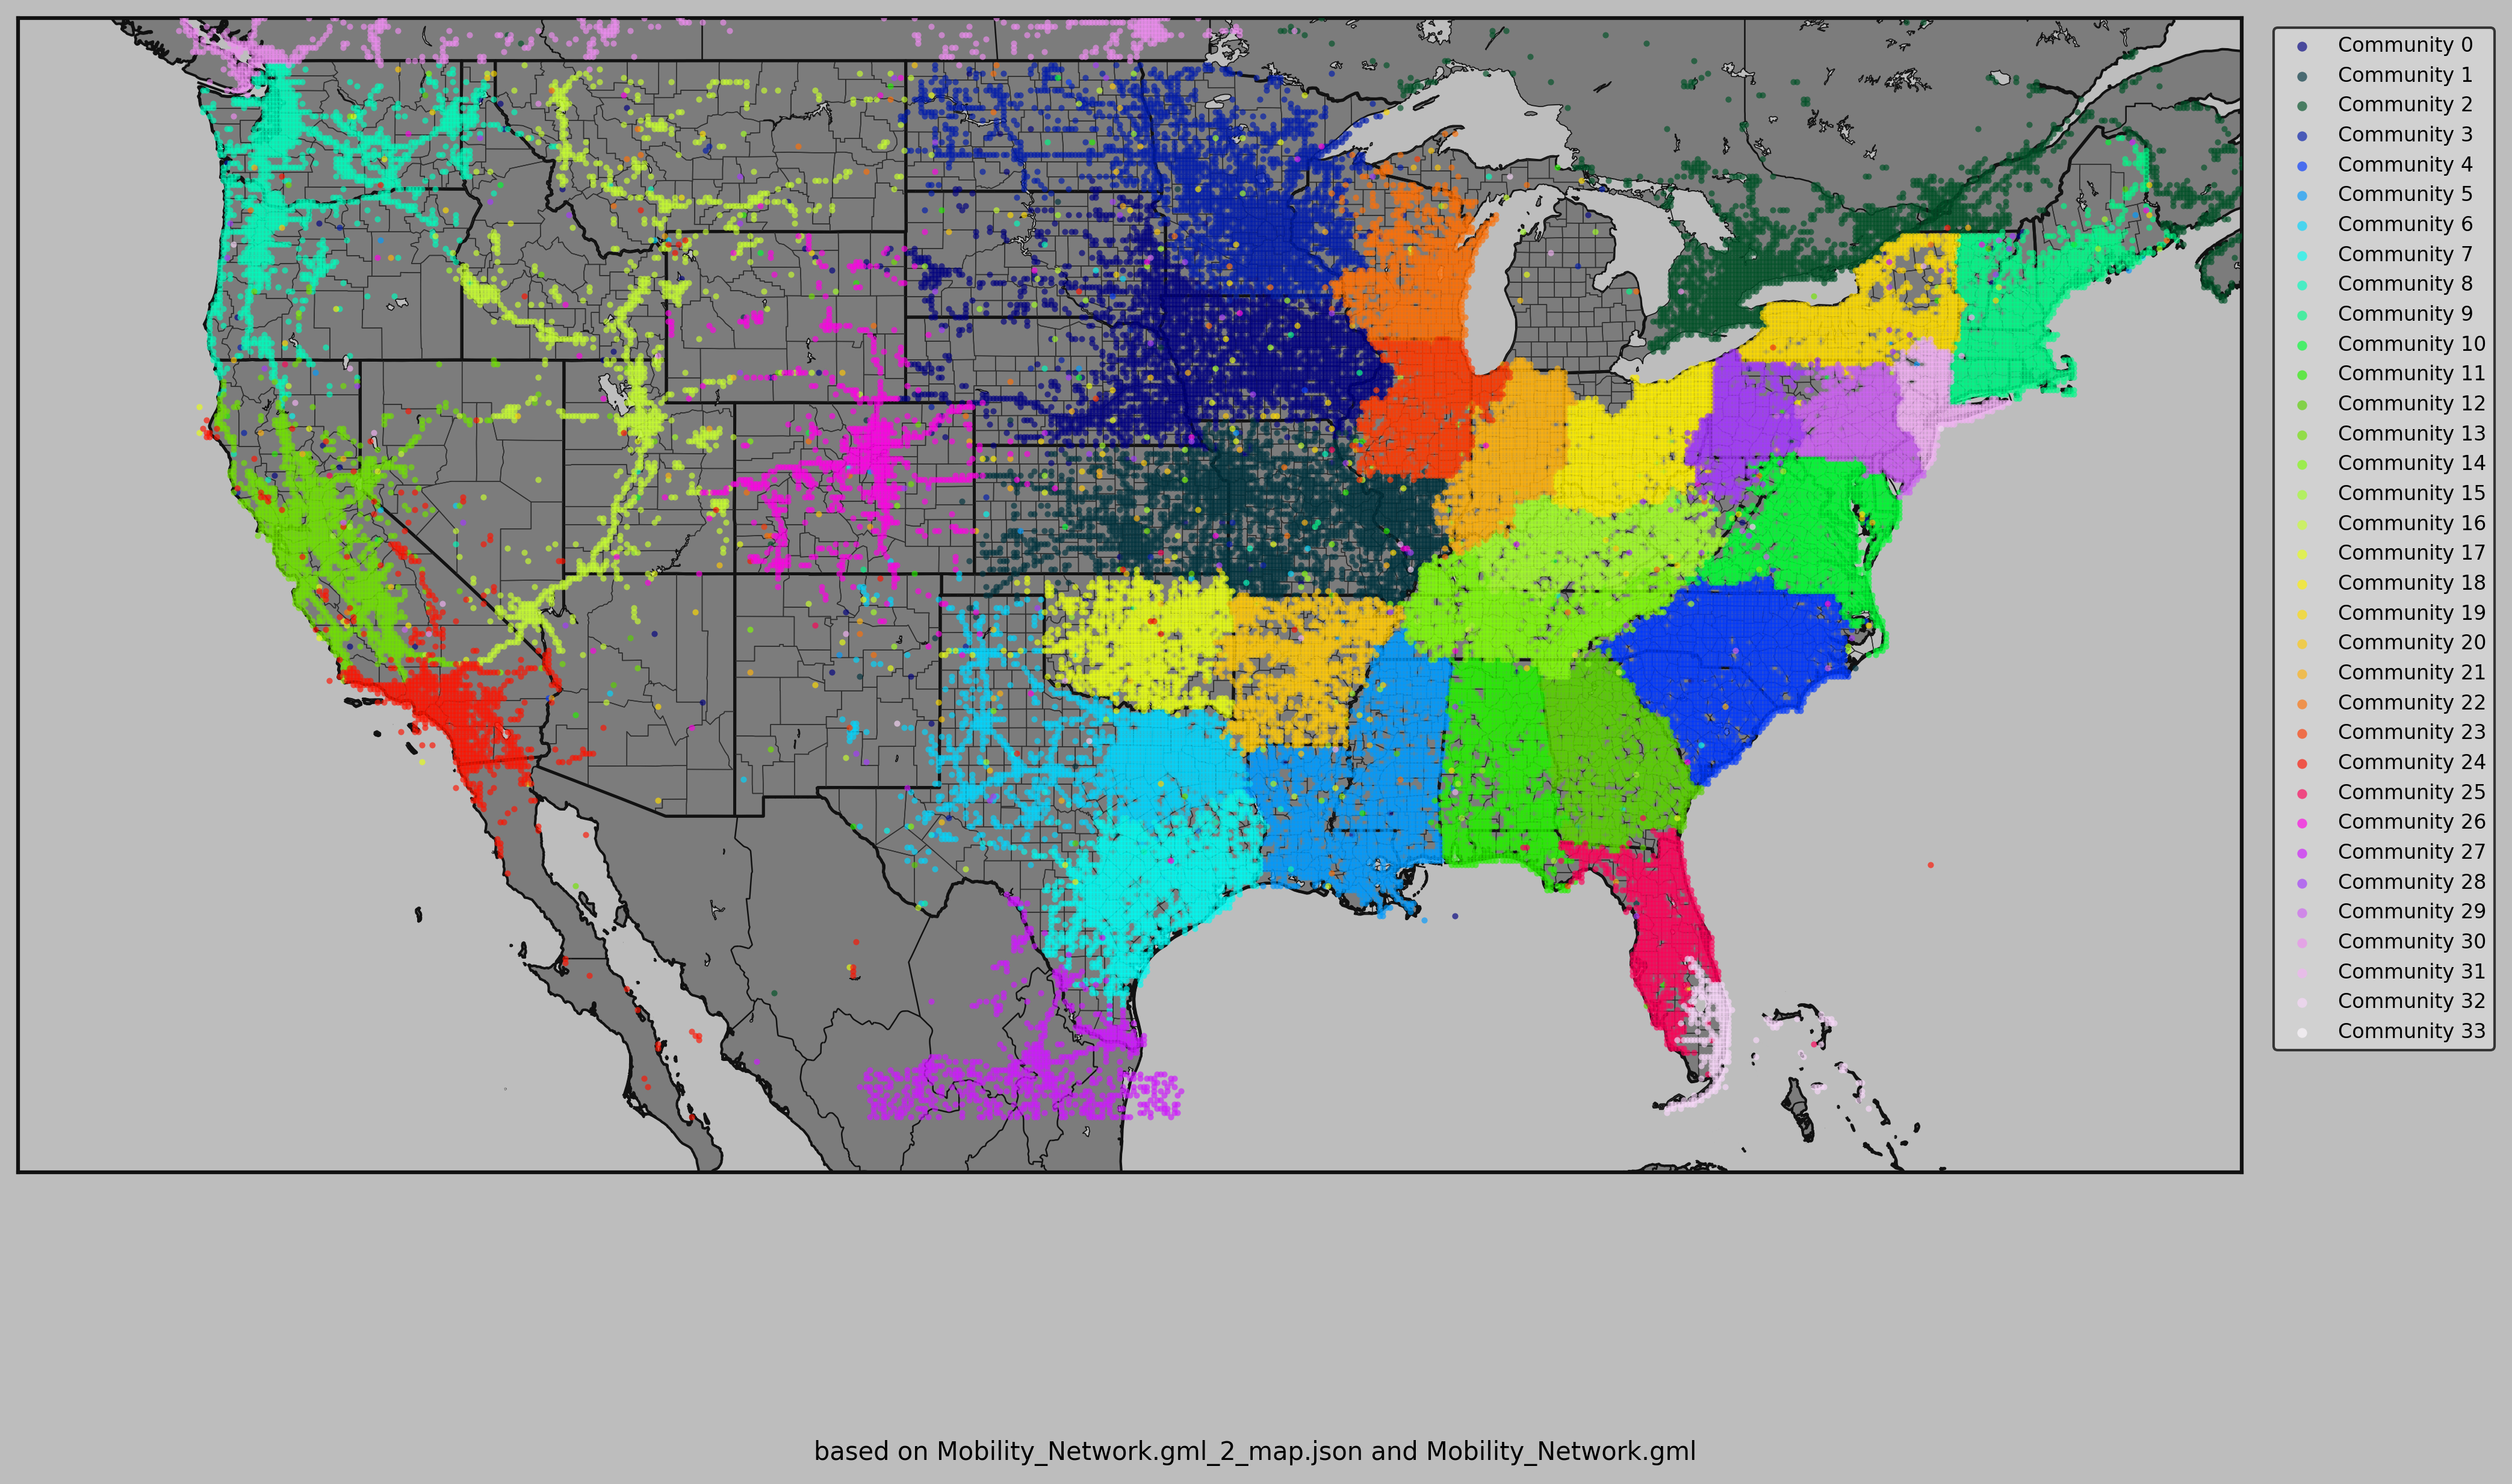 Community 0
Community 1
Community 2
Community 3
Community 4
Community 5
Community 6
Community 7
Community 8
Community 9
Community 10
Community 11
Community 12
Community 13
Community 14
Community 15
Community 16
Community 17
Community 18
Community 19
Community 20
Community 21
Community 22
Community 23
Community 24
Community 25
Community 26
Community 27
Community 28
Community 29
Community 30
Community 31
Community 32
Community 33
based on Mobility_Network.gml_2_map.json and Mobility_Network.gml